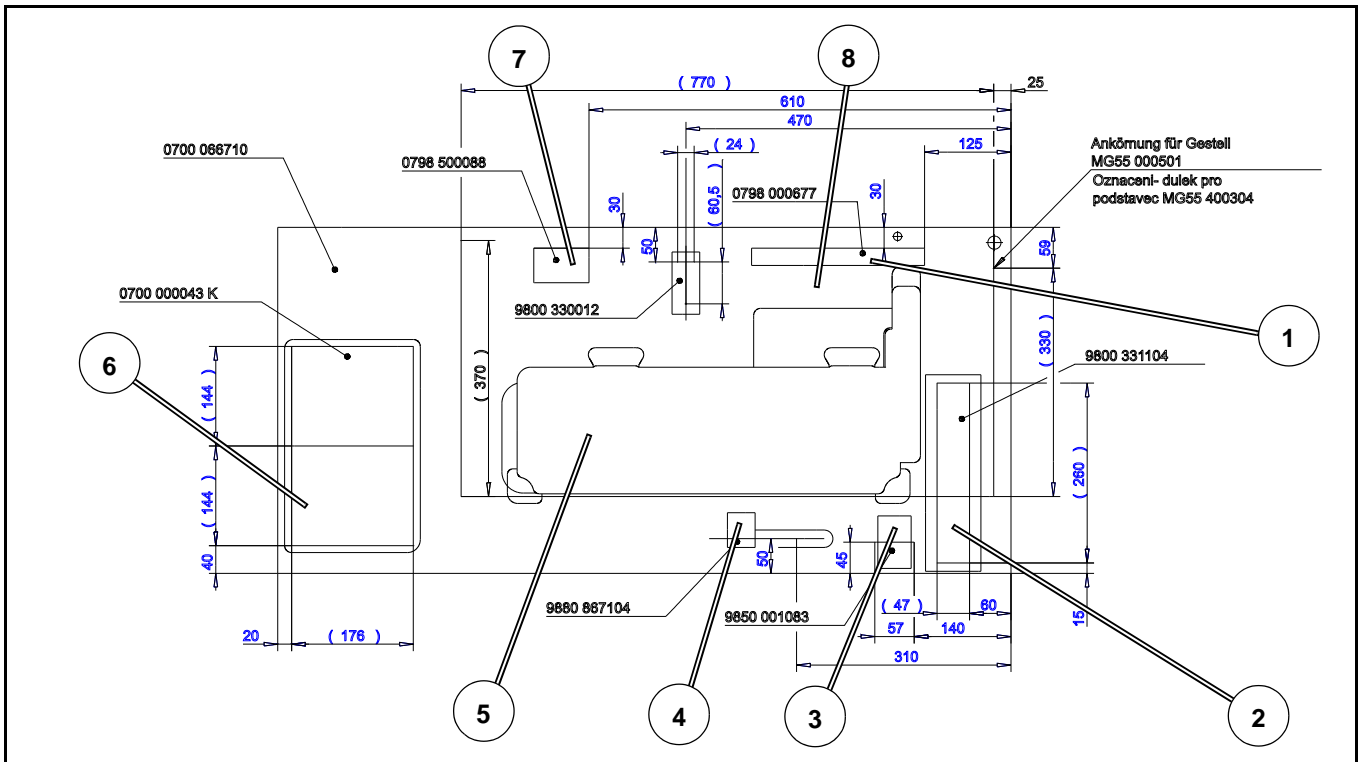 7
8
( 770 )
25
610
470
( 24 )
125
Ankörnung für Gestell
MG55 000501
Oznaceni- dulek pro
podstavec MG55 400304
0700 066710
0798 500088
0798 000677
30
50
( 60,5 )
30
59
0700 000043 K
9800 330012
1
6
( 370 )
( 330 )
9800 331104
( 144 )
( 144 )
40
( 260 )
50
45
15
9880 867104
9850 001083
( 47 )
60
57
140
20
( 176 )
310
5
4
3
2